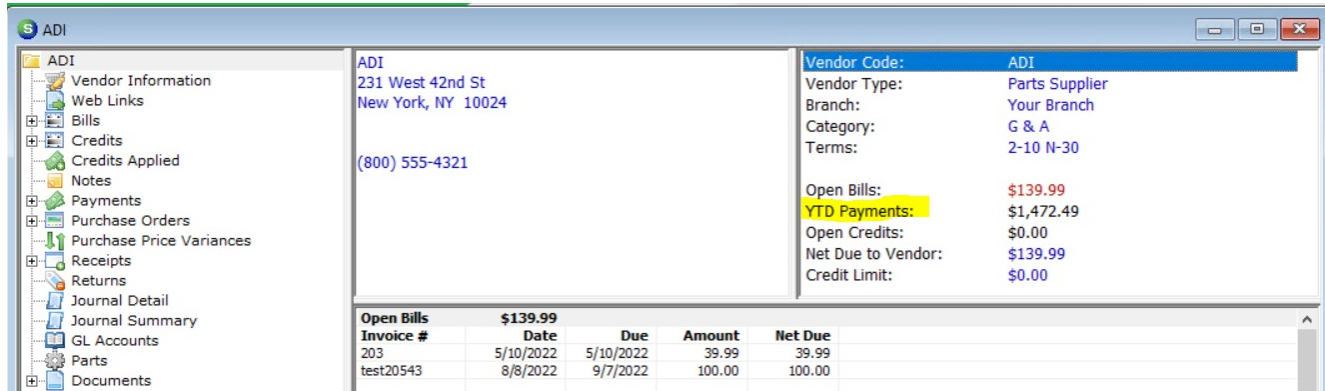 ADI
ADI
Vendor Information
Web Links
Bills
Credits
Credits Applied
Notes
Payments
Purchase Orders
Purchase Price Variances
Receipts
Returns
Journal Detail
Journal Summary
GL Accounts
Parts
Documents
ADI
231 West 42nd St
New York, NY 10024
(800) 555-4321
Vendor Code: ADI
Vendor Type: Parts Supplier
Branch: Your Branch
Category: G & A
Terms: 2-10 N-30
Open Bills: $139.99
YTD Payments: $1,472.49
Open Credits: $0.00
Net Due to Vendor: $139.99
Credit Limit: $0.00
Open Bills $139.99
Invoice # Date Due Amount Net Due
203 5/10/2022 5/10/2022 39.99 39.99
test20543 8/8/2022 9/7/2022 100.00 100.00